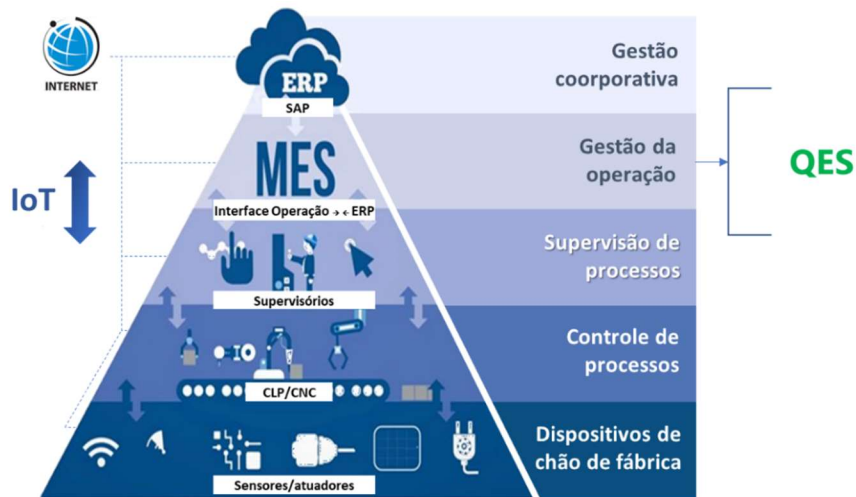 INTERNET
IoT
ERP
SAP
MES
Interface Operação → ← ERP
Supervisórios
CLP/CNC
Sensores/atuadores
Gestão
coorporativa
Gestão da
operação
Supervisão de
processos
Controle de
processos
Dispositivos de
chão de fábrica
QES